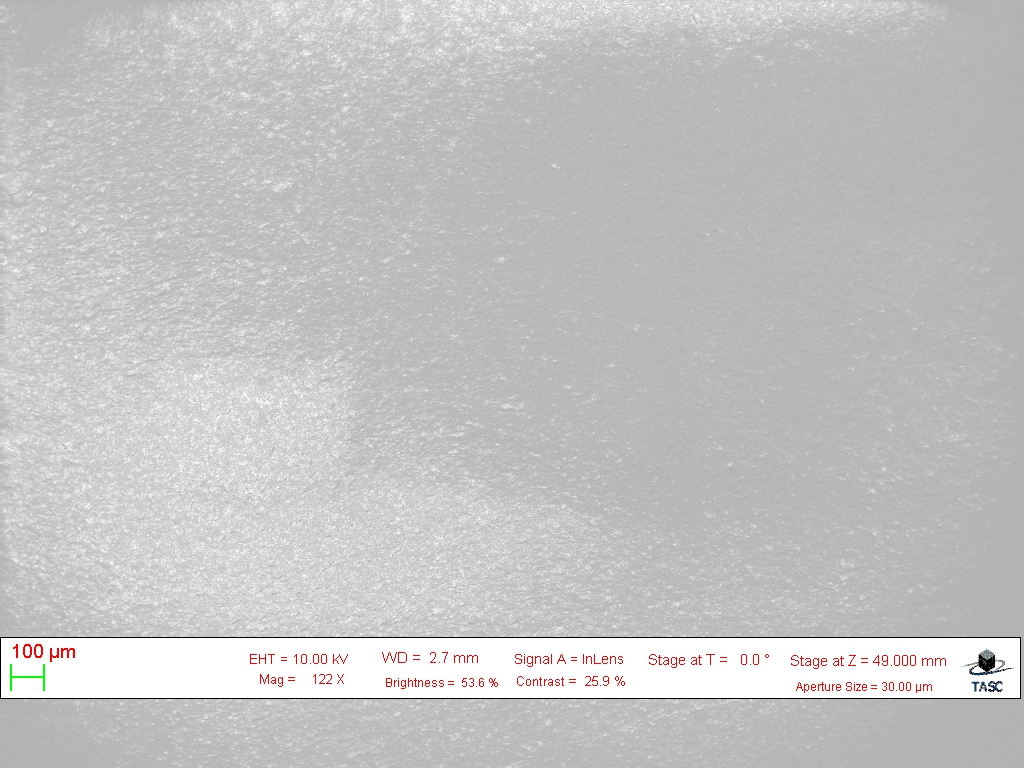 100 µm
EHT = 10.00 kV
WD = 2.7 mm
Signal A = InLens
Stage at T = 0.0 °
Stage at Z = 49.000 mm
Mag = 122 X
Brightness = 53.6 %
Contrast = 25.9 %
Aperture Size = 30.00 µm
TASC